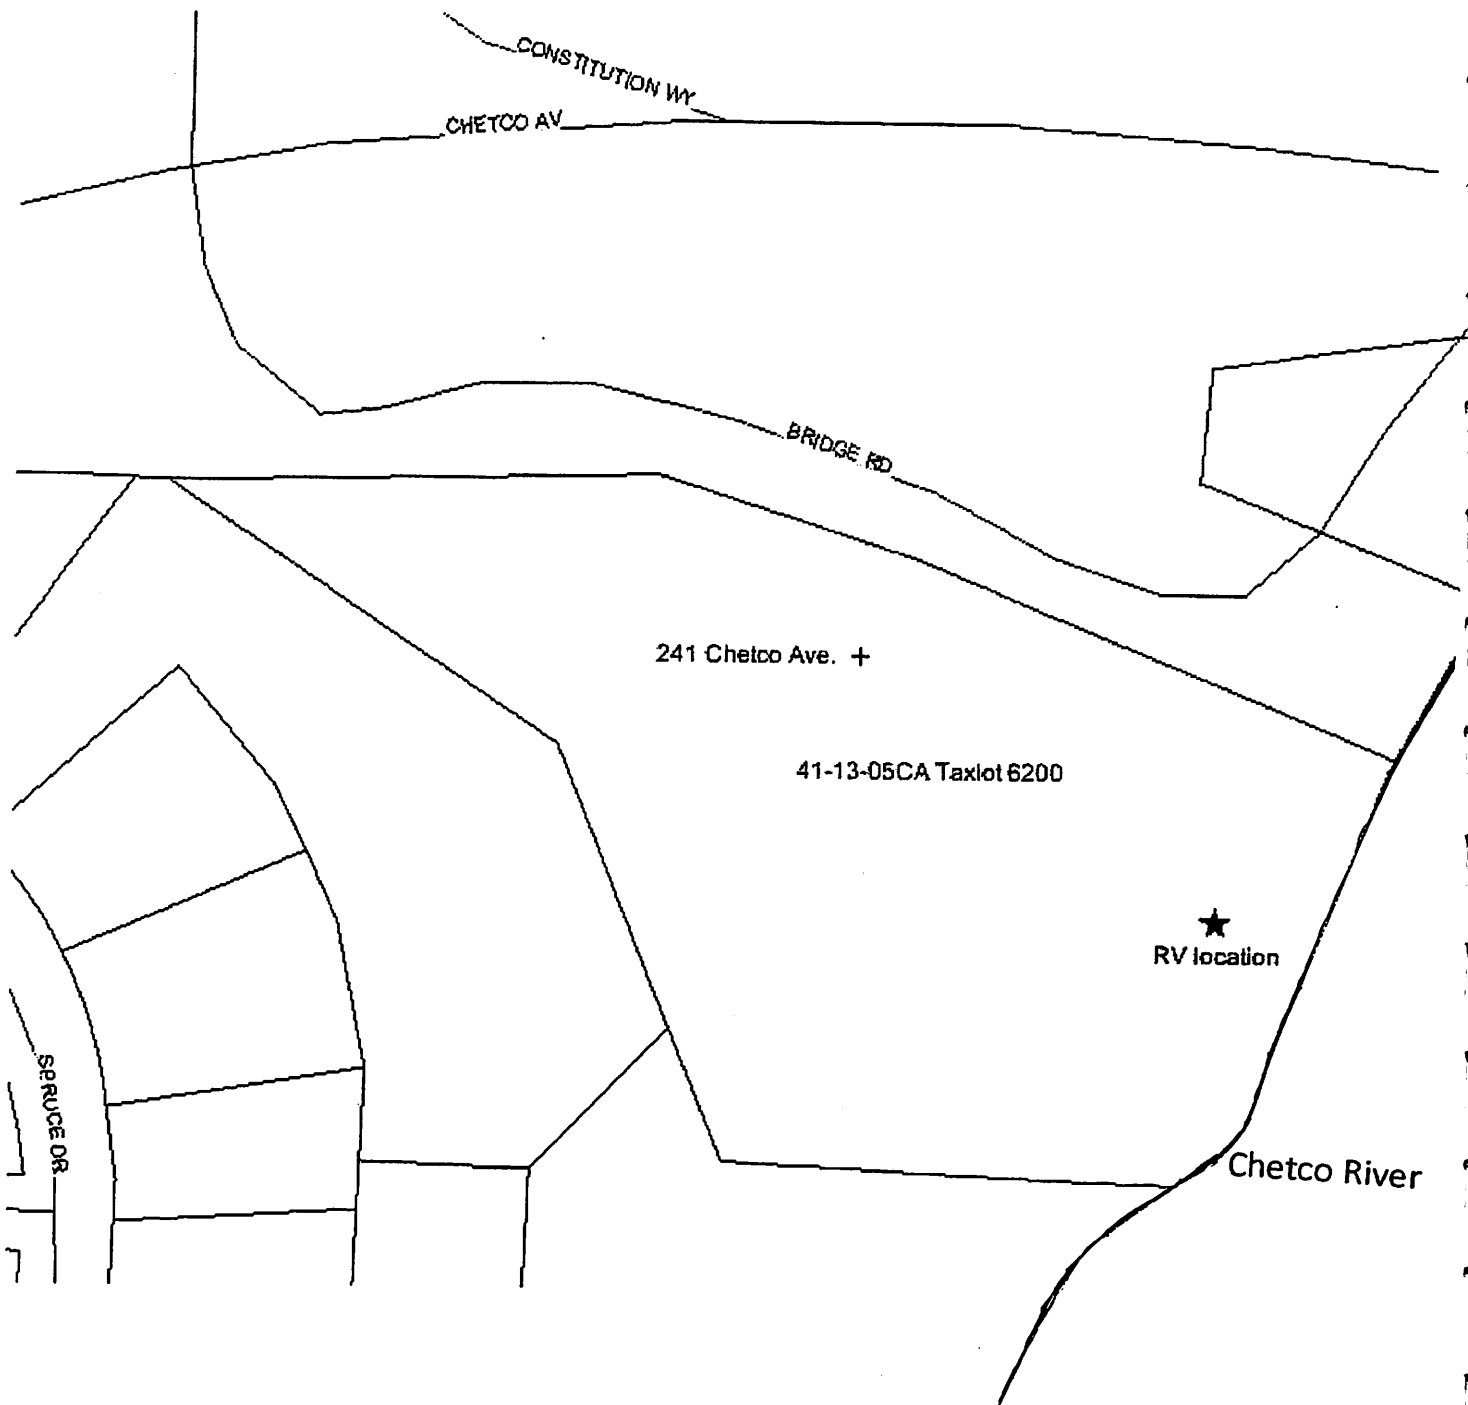 CONSTITUTION WY
CHETCO AV
BRIDGE RD
241 Chetco Ave. +
41-13-05CA Taxlot 6200
RV location
SPRUCE DR
Chetco River